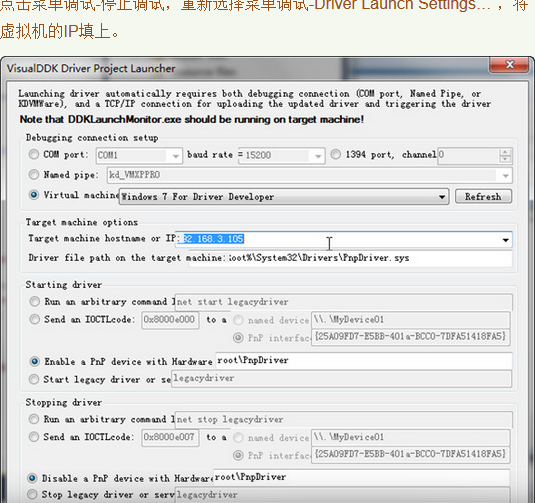 点击菜单调试-停止调试，重新选择菜单调试-Driver Launch Settings...，将
虚拟机的IP填上。
VisualDDK Driver Project Launcher
Launching driver automatically requires both debugging connection (COM port, Named Pipe, or
KDVMWare), and a TCP/IP connection for uploading the updated driver and triggering the driver
Note that DDKLaunchMonitor.exe should be running on target machine!
Debugging connection setup
COM port: COM1 baud rate = 15200 1394 port, channel 0
Named pipe: kd_VMXPPRO
Virtual machine Windows 7 For Driver Developer Refresh
Target machine options
Target machine hostname or IP: 92.168.3.105
Driver file path on the target machine: root%\System32\Drivers\PnpDriver.sys
Starting driver
Run an arbitrary command l net start legacydriver
Send an IOCTLcode: 0x8000e000 to a named device \\.\MyDevice01
PnP interfac {25A09FD7-E5BB-401a-BCC0-7DFA51418FA5}
Enable a PnP device with Hardware root\PnpDriver
Start legacy driver or se legacydriver
Stopping driver
Run an arbitrary command l net stop legacydriver
Send an IOCTLcode: 0x8000e007 to a named device \\.\MyDevice01
PnP interfac {25A09FD7-E5BB-401a-BCC0-7DFA51418FA5}
Disable a PnP device with Hardwar root\PnpDriver
Stop legacy driver or serv legacydriver